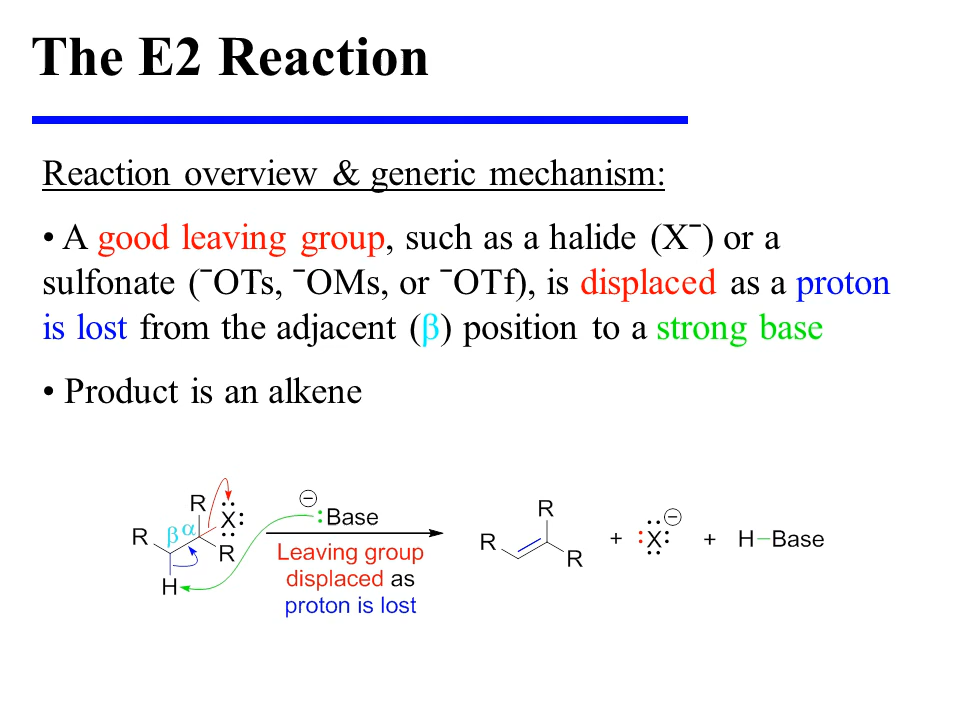 The E2 Reaction
Reaction overview & generic mechanism:
• A good leaving group, such as a halide (X‾) or a
sulfonate (‾OTs, ‾OMs, or ‾OTf), is displaced as a proton
is lost from the adjacent (β) position to a strong base
• Product is an alkene
R
X
β α
R
R
H
−
: Base
Leaving group
displaced as
proton is lost
R
R
R
+
X
−
+
H–Base